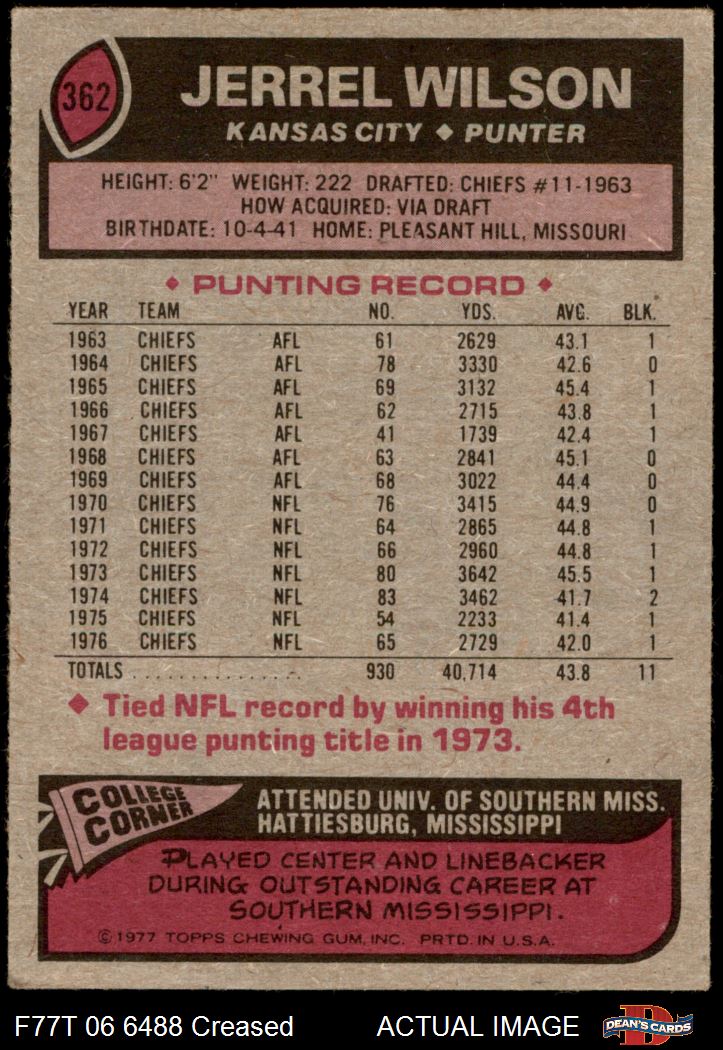 362
JERREL WILSON
KANSAS CITY ♦ PUNTER
HEIGHT: 6'2" WEIGHT: 222 DRAFTED: CHIEFS #11-1963
HOW ACQUIRED: VIA DRAFT
BIRTHDATE: 10-4-41 HOME: PLEASANT HILL, MISSOURI
♦ PUNTING RECORD ♦
YEAR TEAM NO. YDS. AVG. BLK.
1963 CHIEFS AFL 61 2629 43.1 1
1964 CHIEFS AFL 78 3330 42.6 0
1965 CHIEFS AFL 69 3132 45.4 1
1966 CHIEFS AFL 62 2715 43.8 1
1967 CHIEFS AFL 41 1739 42.4 1
1968 CHIEFS AFL 63 2841 45.1 0
1969 CHIEFS AFL 68 3022 44.4 0
1970 CHIEFS NFL 76 3415 44.9 0
1971 CHIEFS NFL 64 2865 44.8 1
1972 CHIEFS NFL 66 2960 44.8 1
1973 CHIEFS NFL 80 3642 45.5 1
1974 CHIEFS NFL 83 3462 41.7 2
1975 CHIEFS NFL 54 2233 41.4 1
1976 CHIEFS NFL 65 2729 42.0 1
TOTALS . . . . . . . . . . . . . . . 930 40,714 43.8 11
♦ Tied NFL record by winning his 4th
league punting title in 1973.
COLLEGE
CORNER
ATTENDED UNIV. OF SOUTHERN MISS.
HATTIESBURG, MISSISSIPPI
PLAYED CENTER AND LINEBACKER
DURING OUTSTANDING CAREER AT
SOUTHERN MISSISSIPPI.
©1977 TOPPS CHEWING GUM, INC. PRTD. IN U.S.A.
F77T 06 6488 Creased ACTUAL IMAGE
D
DEAN'S CARDS